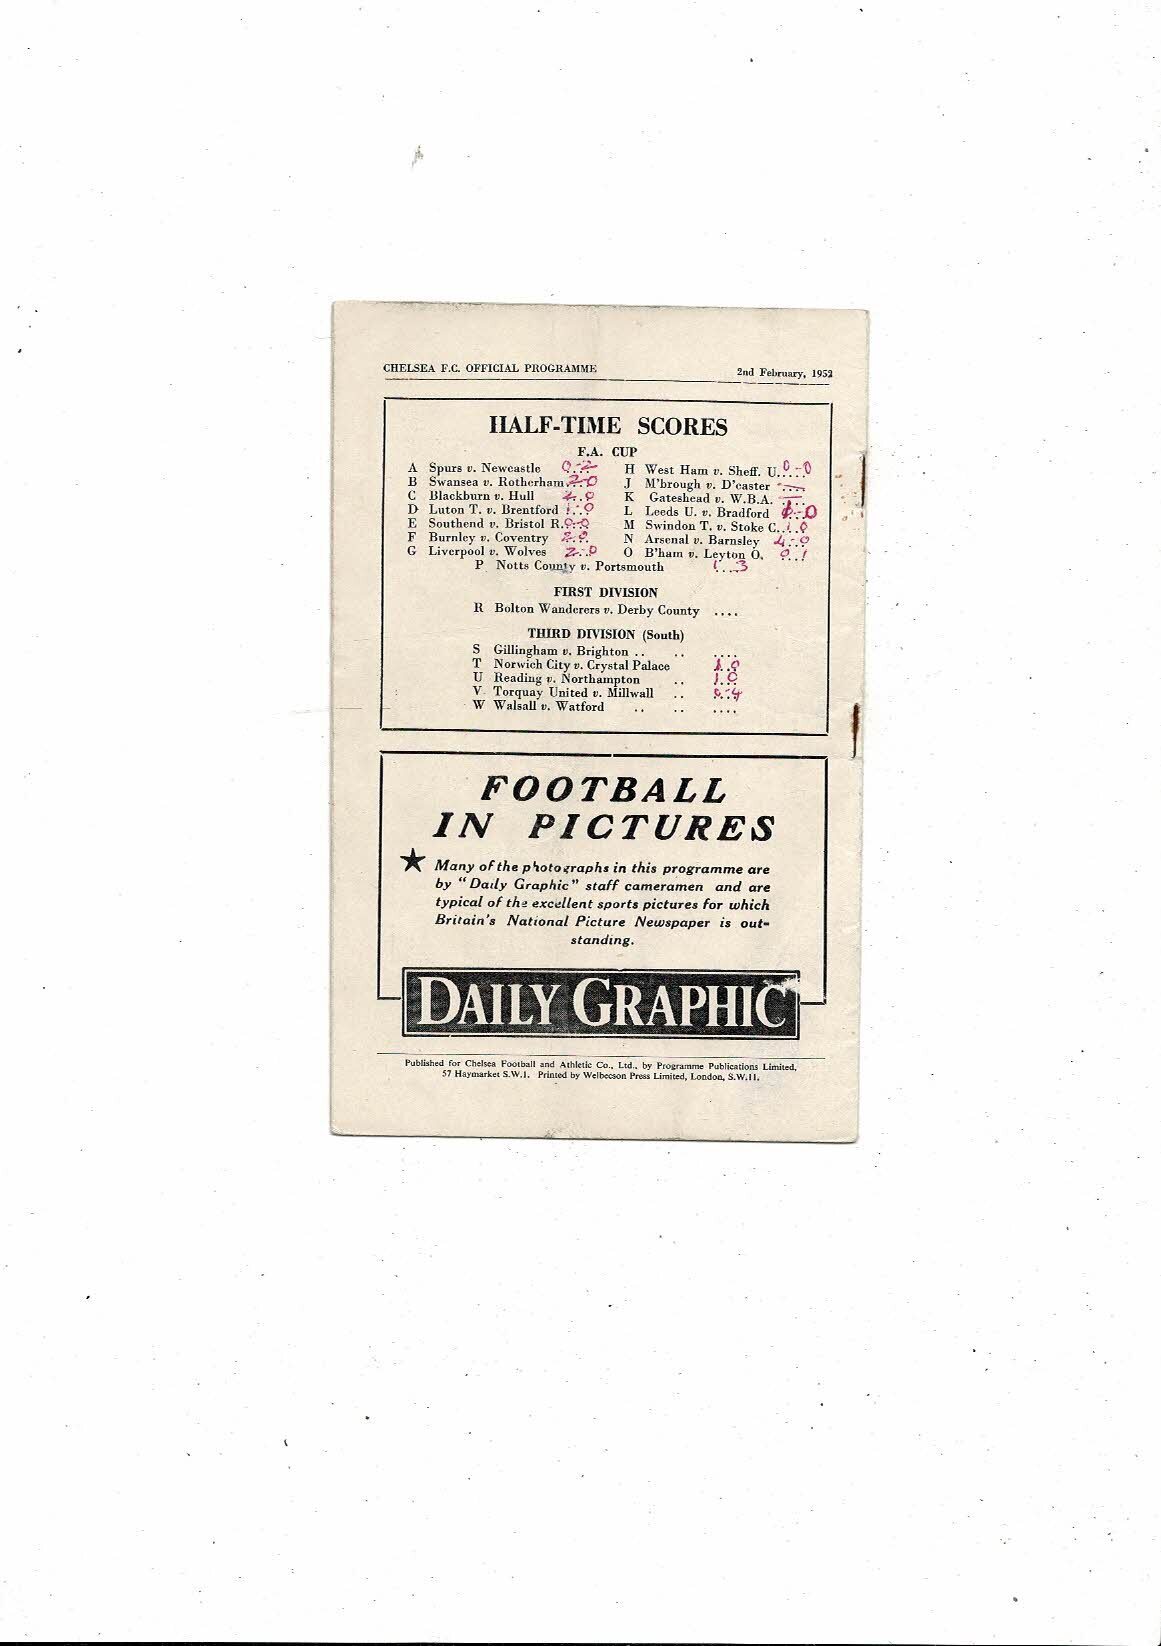 CHELSEA F.C. OFFICIAL PROGRAMME 2nd February, 1952
HALF-TIME SCORES
F.A. CUP
A Spurs v. Newcastle 0-2
B Swansea v. Rotherham 2-0
C Blackburn v. Hull 0
D Luton T. v. Brentford 1. 0
E Southend v. Bristol R. 0-0
F Burnley v. Coventry 2 0
G Liverpool v. Wolves 2-0
H West Ham v. Sheff. U. 0-0
J M'brough v. D'caster
K Gateshead v. W.B.A.
L Leeds U. v. Bradford -0
M Swindon T. v. Stoke C. 1 0
N Arsenal v. Barnsley 4-0
O B'ham v. Leyton O. 0 1
P Notts County v. Portsmouth 1...3
FIRST DIVISION
R Bolton Wanderers v. Derby County ....
THIRD DIVISION (South)
S Gillingham v. Brighton .. .. ....
T Norwich City v. Crystal Palace 1.0
U Reading v. Northampton .. 1.0
V Torquay United v. Millwall .. -4
W Walsall v. Watford .. .. ....
FOOTBALL
IN PICTURES
★ Many of the photographs in this programme are
by "Daily Graphic" staff cameramen and are
typical of the excellent sports pictures for which
Britain's National Picture Newspaper is out-
standing.
DAILY GRAPHIC
Published for Chelsea Football and Athletic Co., Ltd., by Programme Publications Limited,
57 Haymarket S.W.1. Printed by Welbecson Press Limited, London, S.W.11.